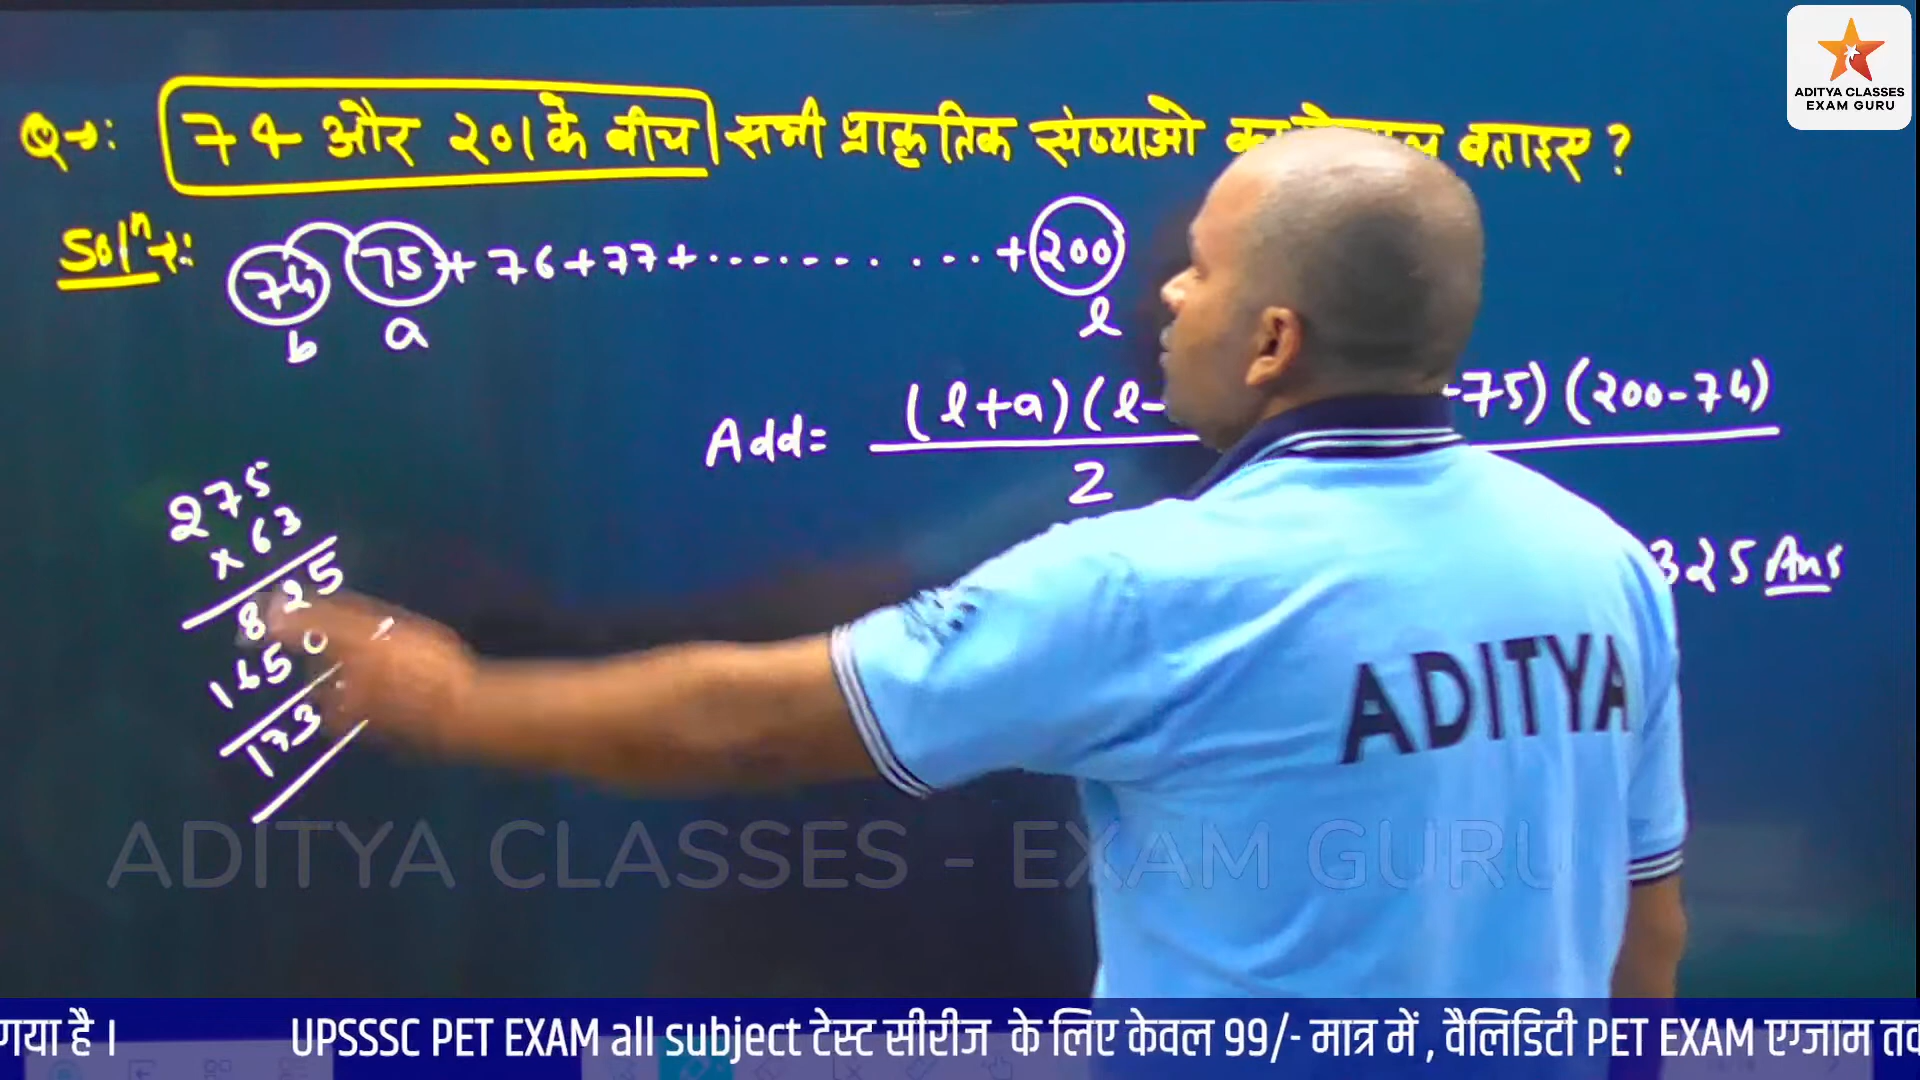 ADITYA CLASSES
EXAM GURU
Q→: 74 और २०1 के बीच सभी प्राकृतिक संख्याओ बताइए ?
Solⁿ→: 74 75 + 76 + 77 + ................ + 200
b a l
Add = (l+a)(l- -75) (200-74)
2
275
× 63
825
1650
173
325 Ans
ADITYA
ADITYA CLASSES - EXAM GURU
गया है । UPSSSC PET EXAM all subject टेस्ट सीरीज के लिए केवल 99/- मात्र में , वैलिडिटी PET EXAM एग्जाम तक